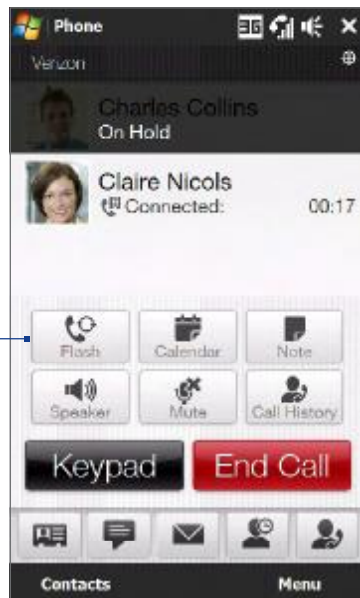 Phone
Verizon
Charles Collins
On Hold
Claire Nicols
Connected: 00:17
Flash Calendar Note
Speaker Mute Call History
Keypad End Call
Contacts Menu